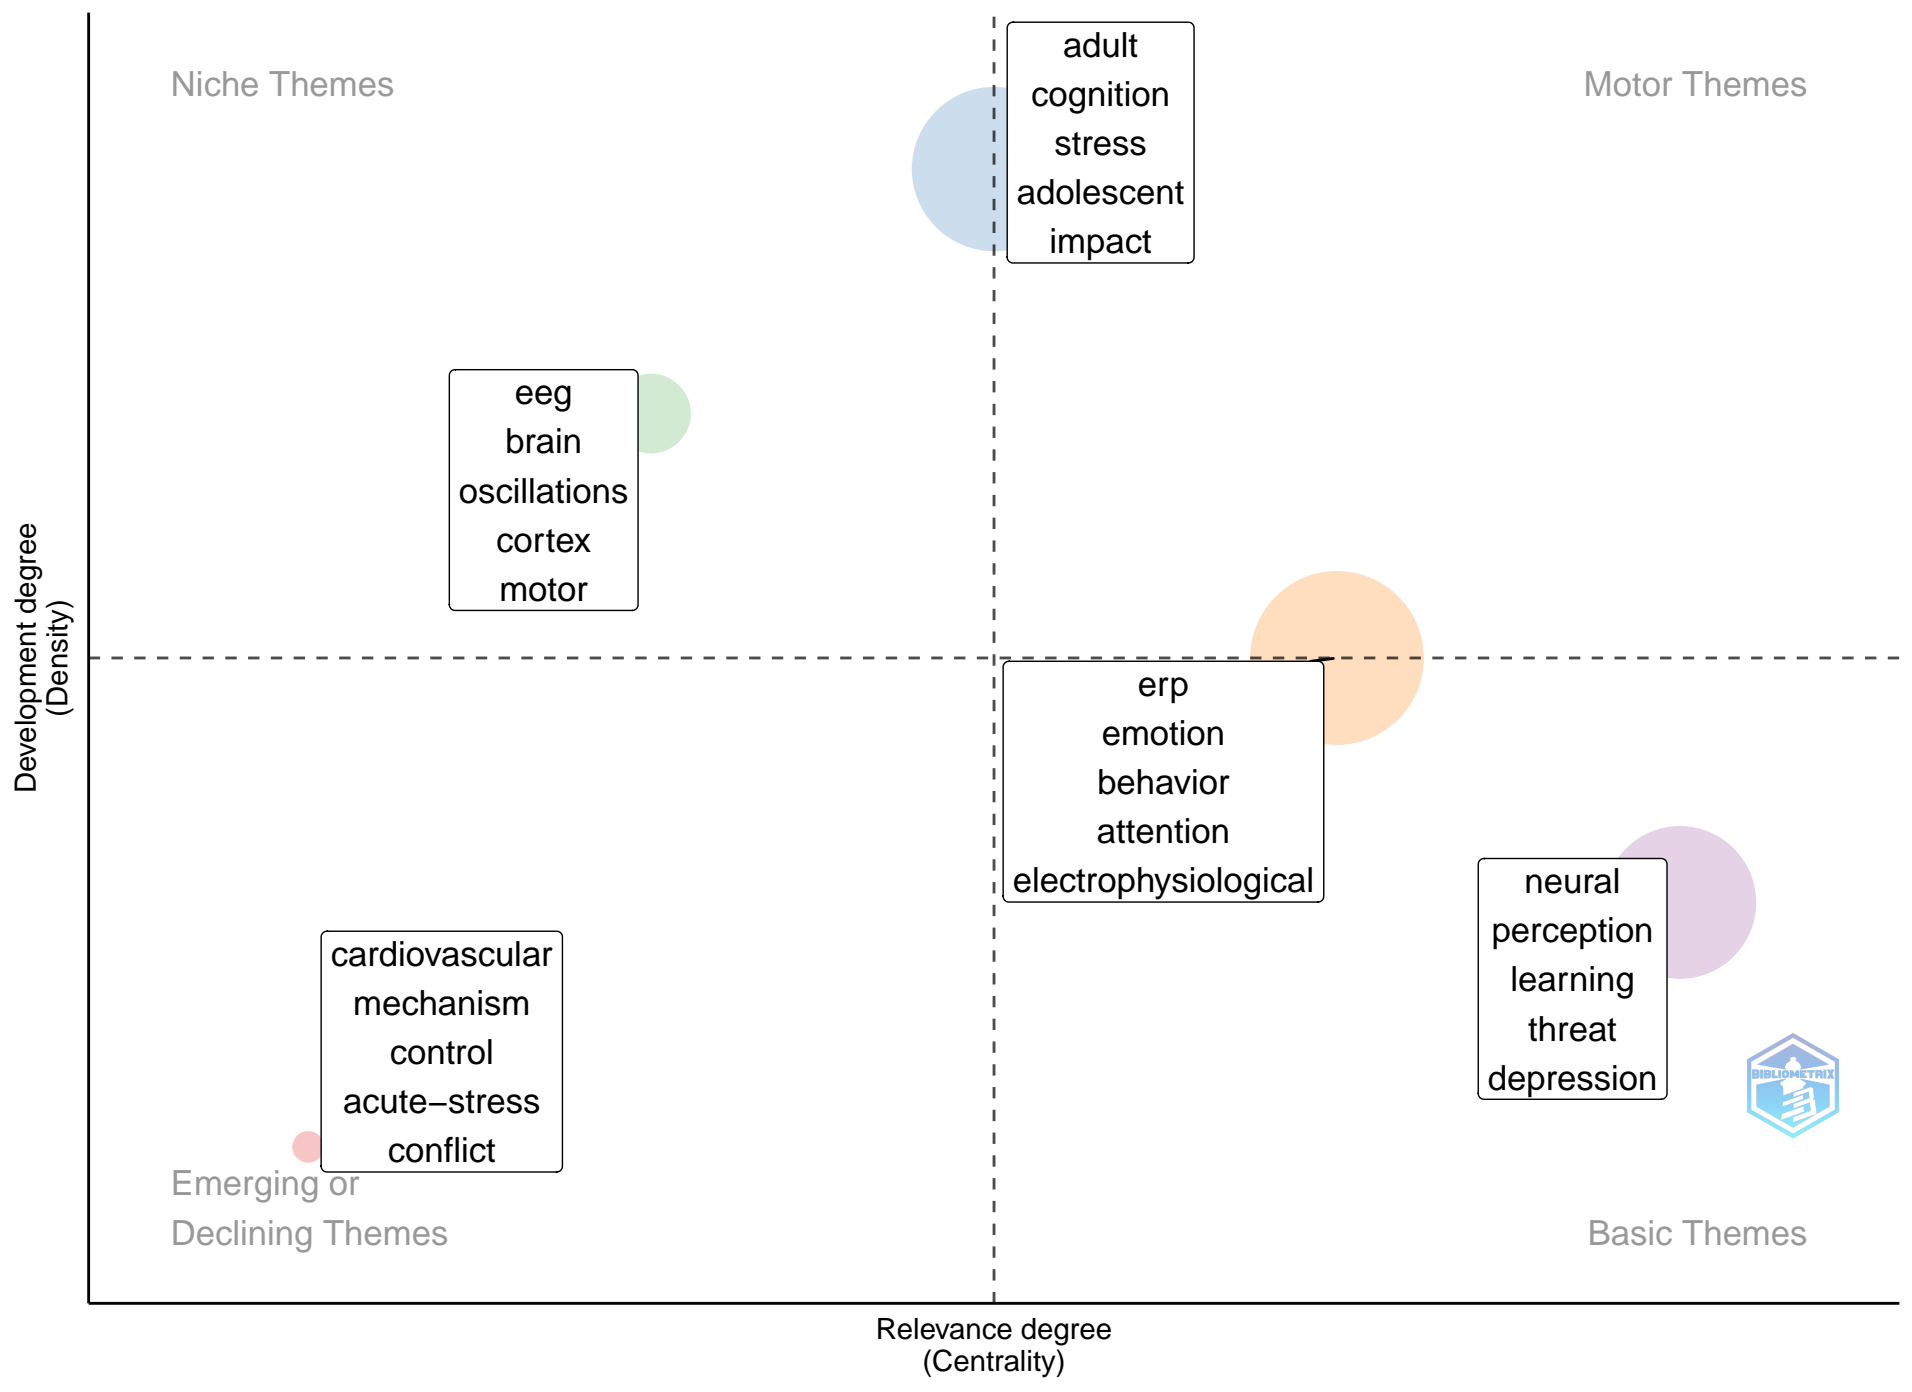 Niche Themes
Motor Themes
adult
cognition
stress
adolescent
impact
eeg
brain
oscillations
cortex
motor
erp
emotion
behavior
attention
electrophysiological
neural
perception
learning
threat
depression
BIBLIOMETRIX
cardiovascular
mechanism
control
acute−stress
conflict
Emerging or
Declining Themes
Basic Themes
Development degree
(Density)
Relevance degree
(Centrality)